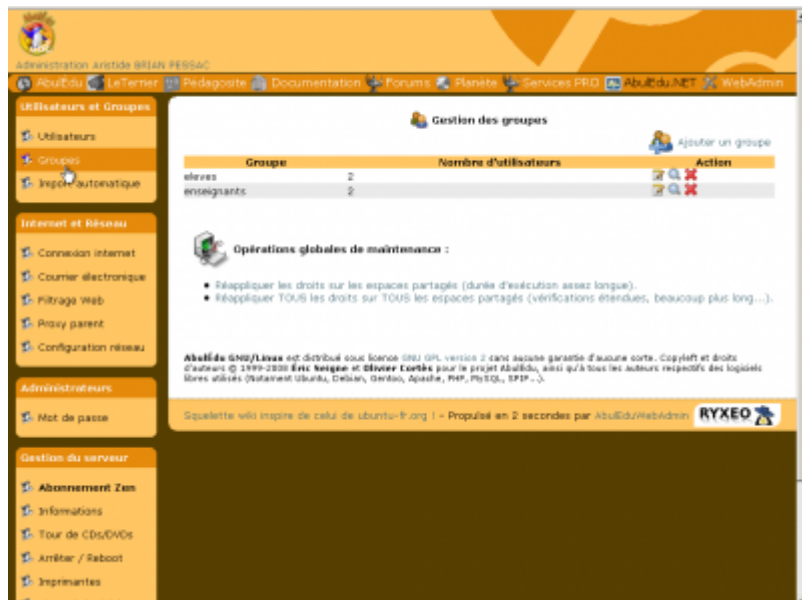 AbulÉdu
Administration Aristide BRIAN PESSAC
AbulÉdu LeTerrier Pedagosite Documentation Forums Planète Services PRO AbulEdu.NET WebAdmin
Utilisateurs et Groupes
Utilisateurs
Groupes
Import automatique
Internet et Réseau
Connexion internet
Courrier électronique
Filtrage Web
Proxy parent
Configuration réseau
Administrateurs
Mot de passe
Gestion du serveur
Abonnement Zen
Informations
Tour de CDs/DVDs
Arrêter / Reboot
Imprimantes
Gestion des groupes
Ajouter un groupe
Groupe Nombre d'utilisateurs Action
eleves 2
enseignants 2
Opérations globales de maintenance :
Réappliquer les droits sur les espaces partagés (durée d'exécution assez longue).
Réappliquer TOUS les droits sur TOUS les espaces partagés (vérifications étendues, beaucoup plus long...).
AbulÉdu GNU/Linux est distribué sous licence GNU GPL version 2 sans aucune garantie d'aucune sorte. Copyleft et droits
d'auteurs © 1999-2008 Éric Seigne et Olivier Cortès pour le projet AbulÉdu, ainsi qu'à tous les auteurs respectifs des logiciels
libres utilisés (Notament Ubuntu, Debian, Gentoo, Apache, PHP, MySQL, SPIP...).
Squelette wiki inspire de celui de ubuntu-fr.org ! - Propulsé en 2 secondes par AbulEduWebAdmin RYXEO